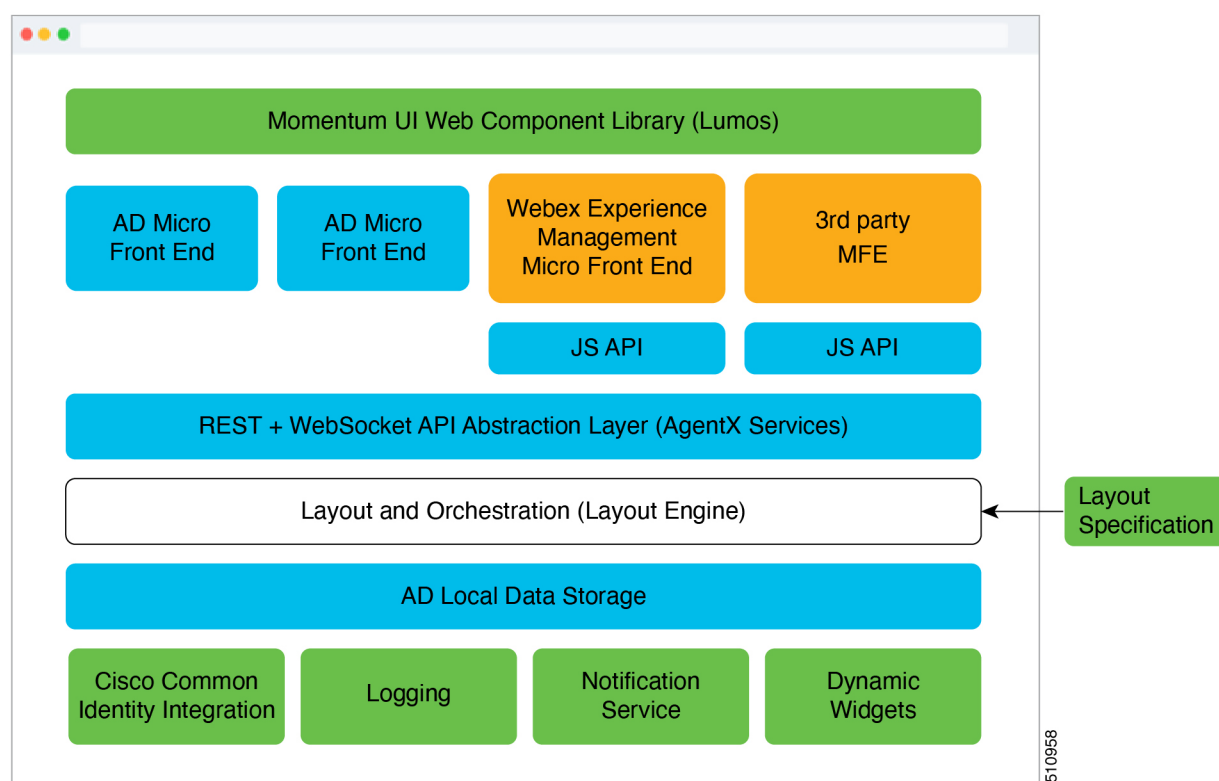 Momentum UI Web Component Library (Lumos)
AD Micro
Front End
AD Micro
Front End
Webex Experience
Management
Micro Front End
3rd party
MFE
JS API
JS API
REST + WebSocket API Abstraction Layer (AgentX Services)
Layout and Orchestration (Layout Engine)
Layout
Specification
AD Local Data Storage
Cisco Common
Identity Integration
Logging
Notification
Service
Dynamic
Widgets
510958